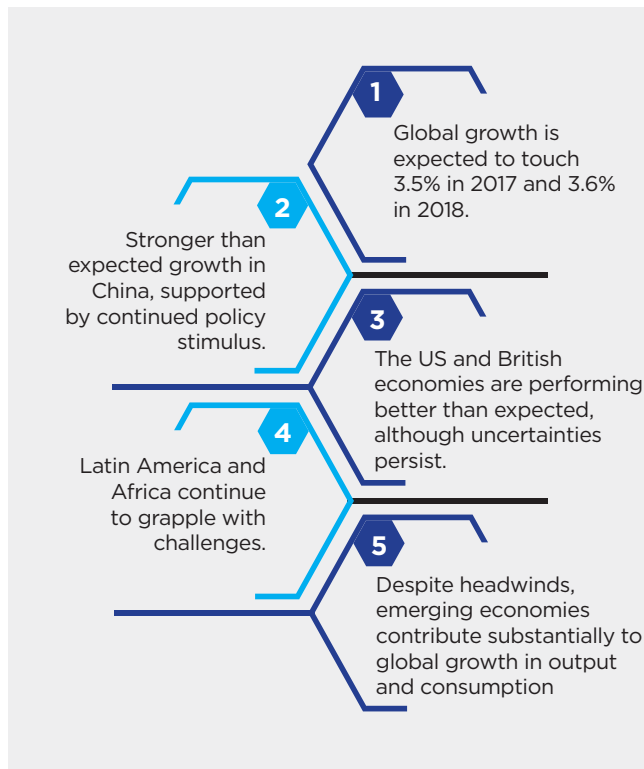 1
Global growth is
expected to touch
3.5% in 2017 and 3.6%
in 2018.
2
Stronger than
expected growth in
China, supported
by continued policy
stimulus.
3
The US and British
economies are performing
better than expected,
although uncertainties
persist.
4
Latin America and
Africa continue
to grapple with
challenges.
5
Despite headwinds,
emerging economies
contribute substantially to
global growth in output
and consumption